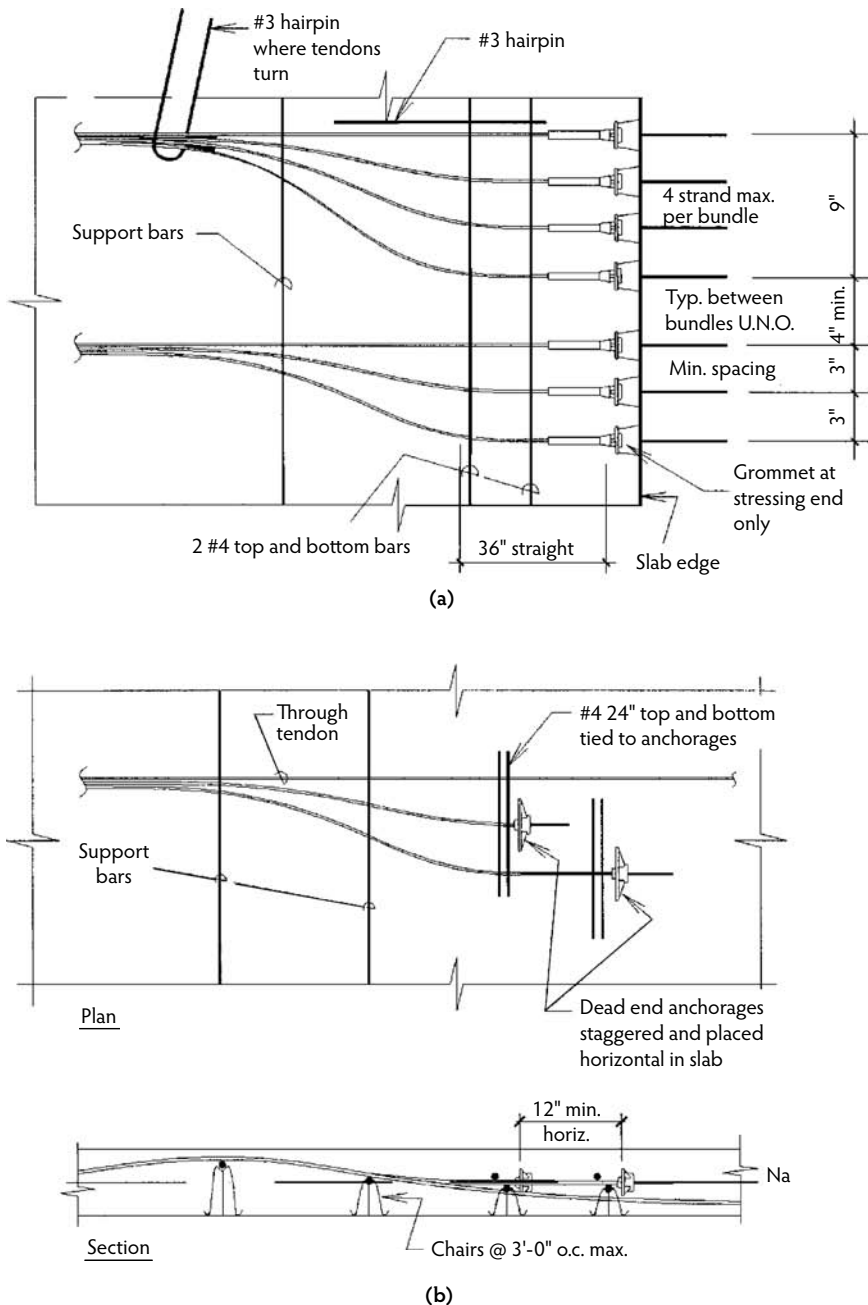 #3 hairpin
where tendons
turn
#3 hairpin
4 strand max.
per bundle
9"
Support bars
Typ. between
bundles U.N.O.
4" min.
Min. spacing
3"
3"
Grommet at
stressing end
only
2 #4 top and bottom bars
36" straight
Slab edge
(a)
Through
tendon
#4 24" top and bottom
tied to anchorages
Support
bars
Plan
Dead end anchorages
staggered and placed
horizontal in slab
12" min.
horiz.
Na
Section
Chairs @ 3'-0" o.c. max.
(b)